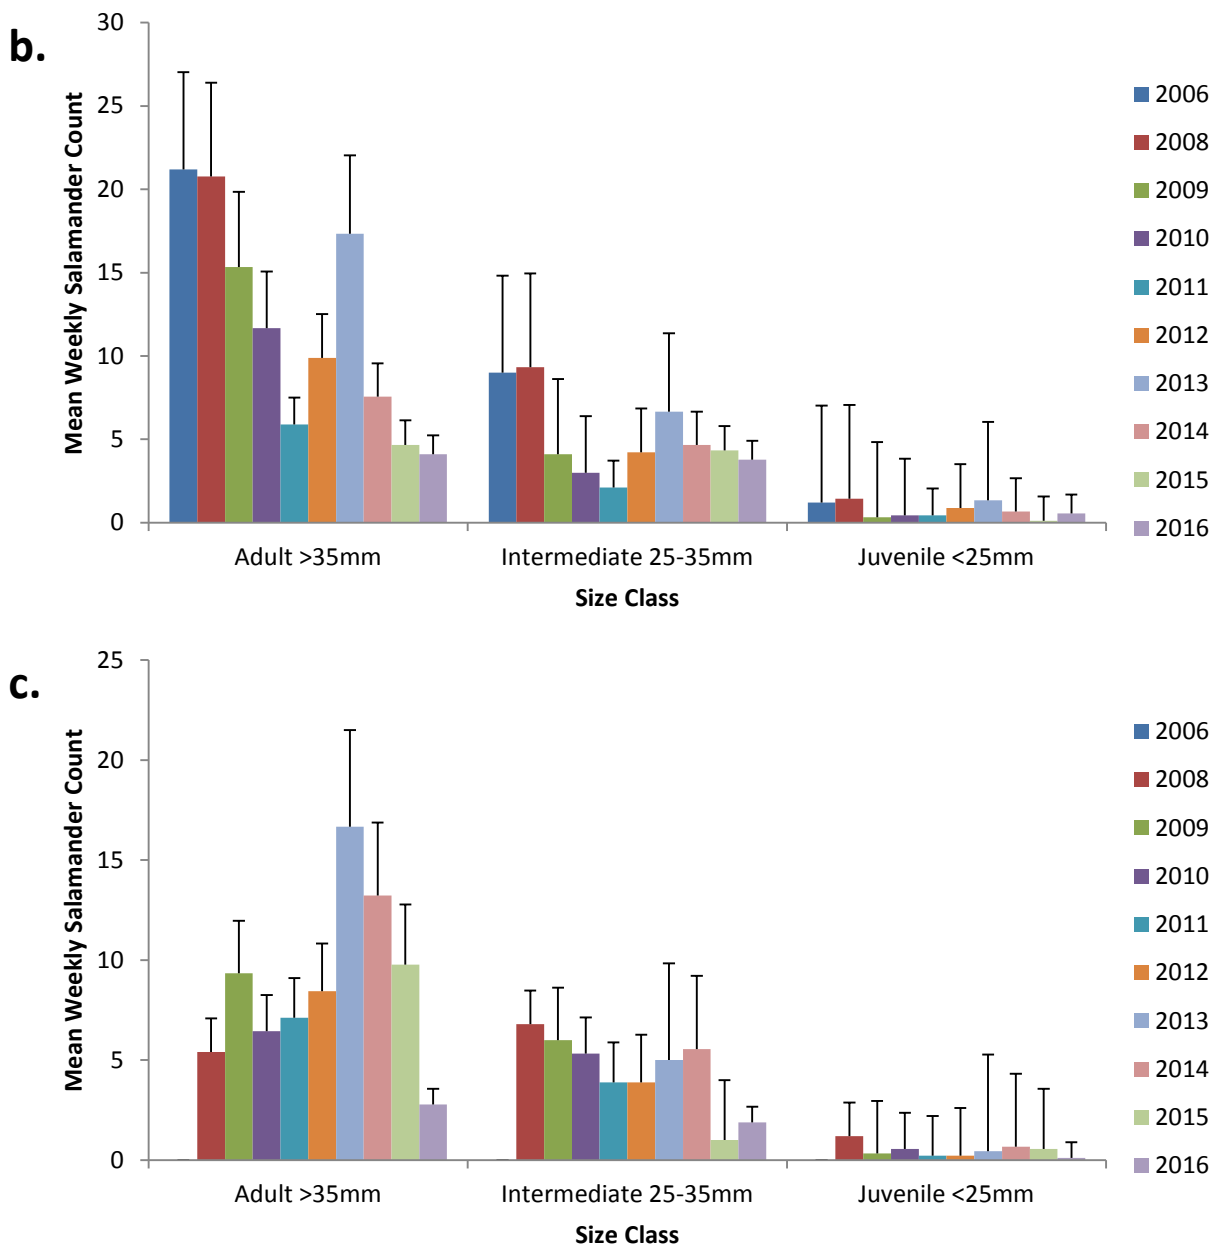 b.
Mean Weekly Salamander Count
30
25
20
15
10
5
0
Adult >35mm
Intermediate 25-35mm
Juvenile <25mm
Size Class
2006
2008
2009
2010
2011
2012
2013
2014
2015
2016
c.
Mean Weekly Salamander Count
25
20
15
10
5
0
Adult >35mm
Intermediate 25-35mm
Juvenile <25mm
Size Class
2006
2008
2009
2010
2011
2012
2013
2014
2015
2016